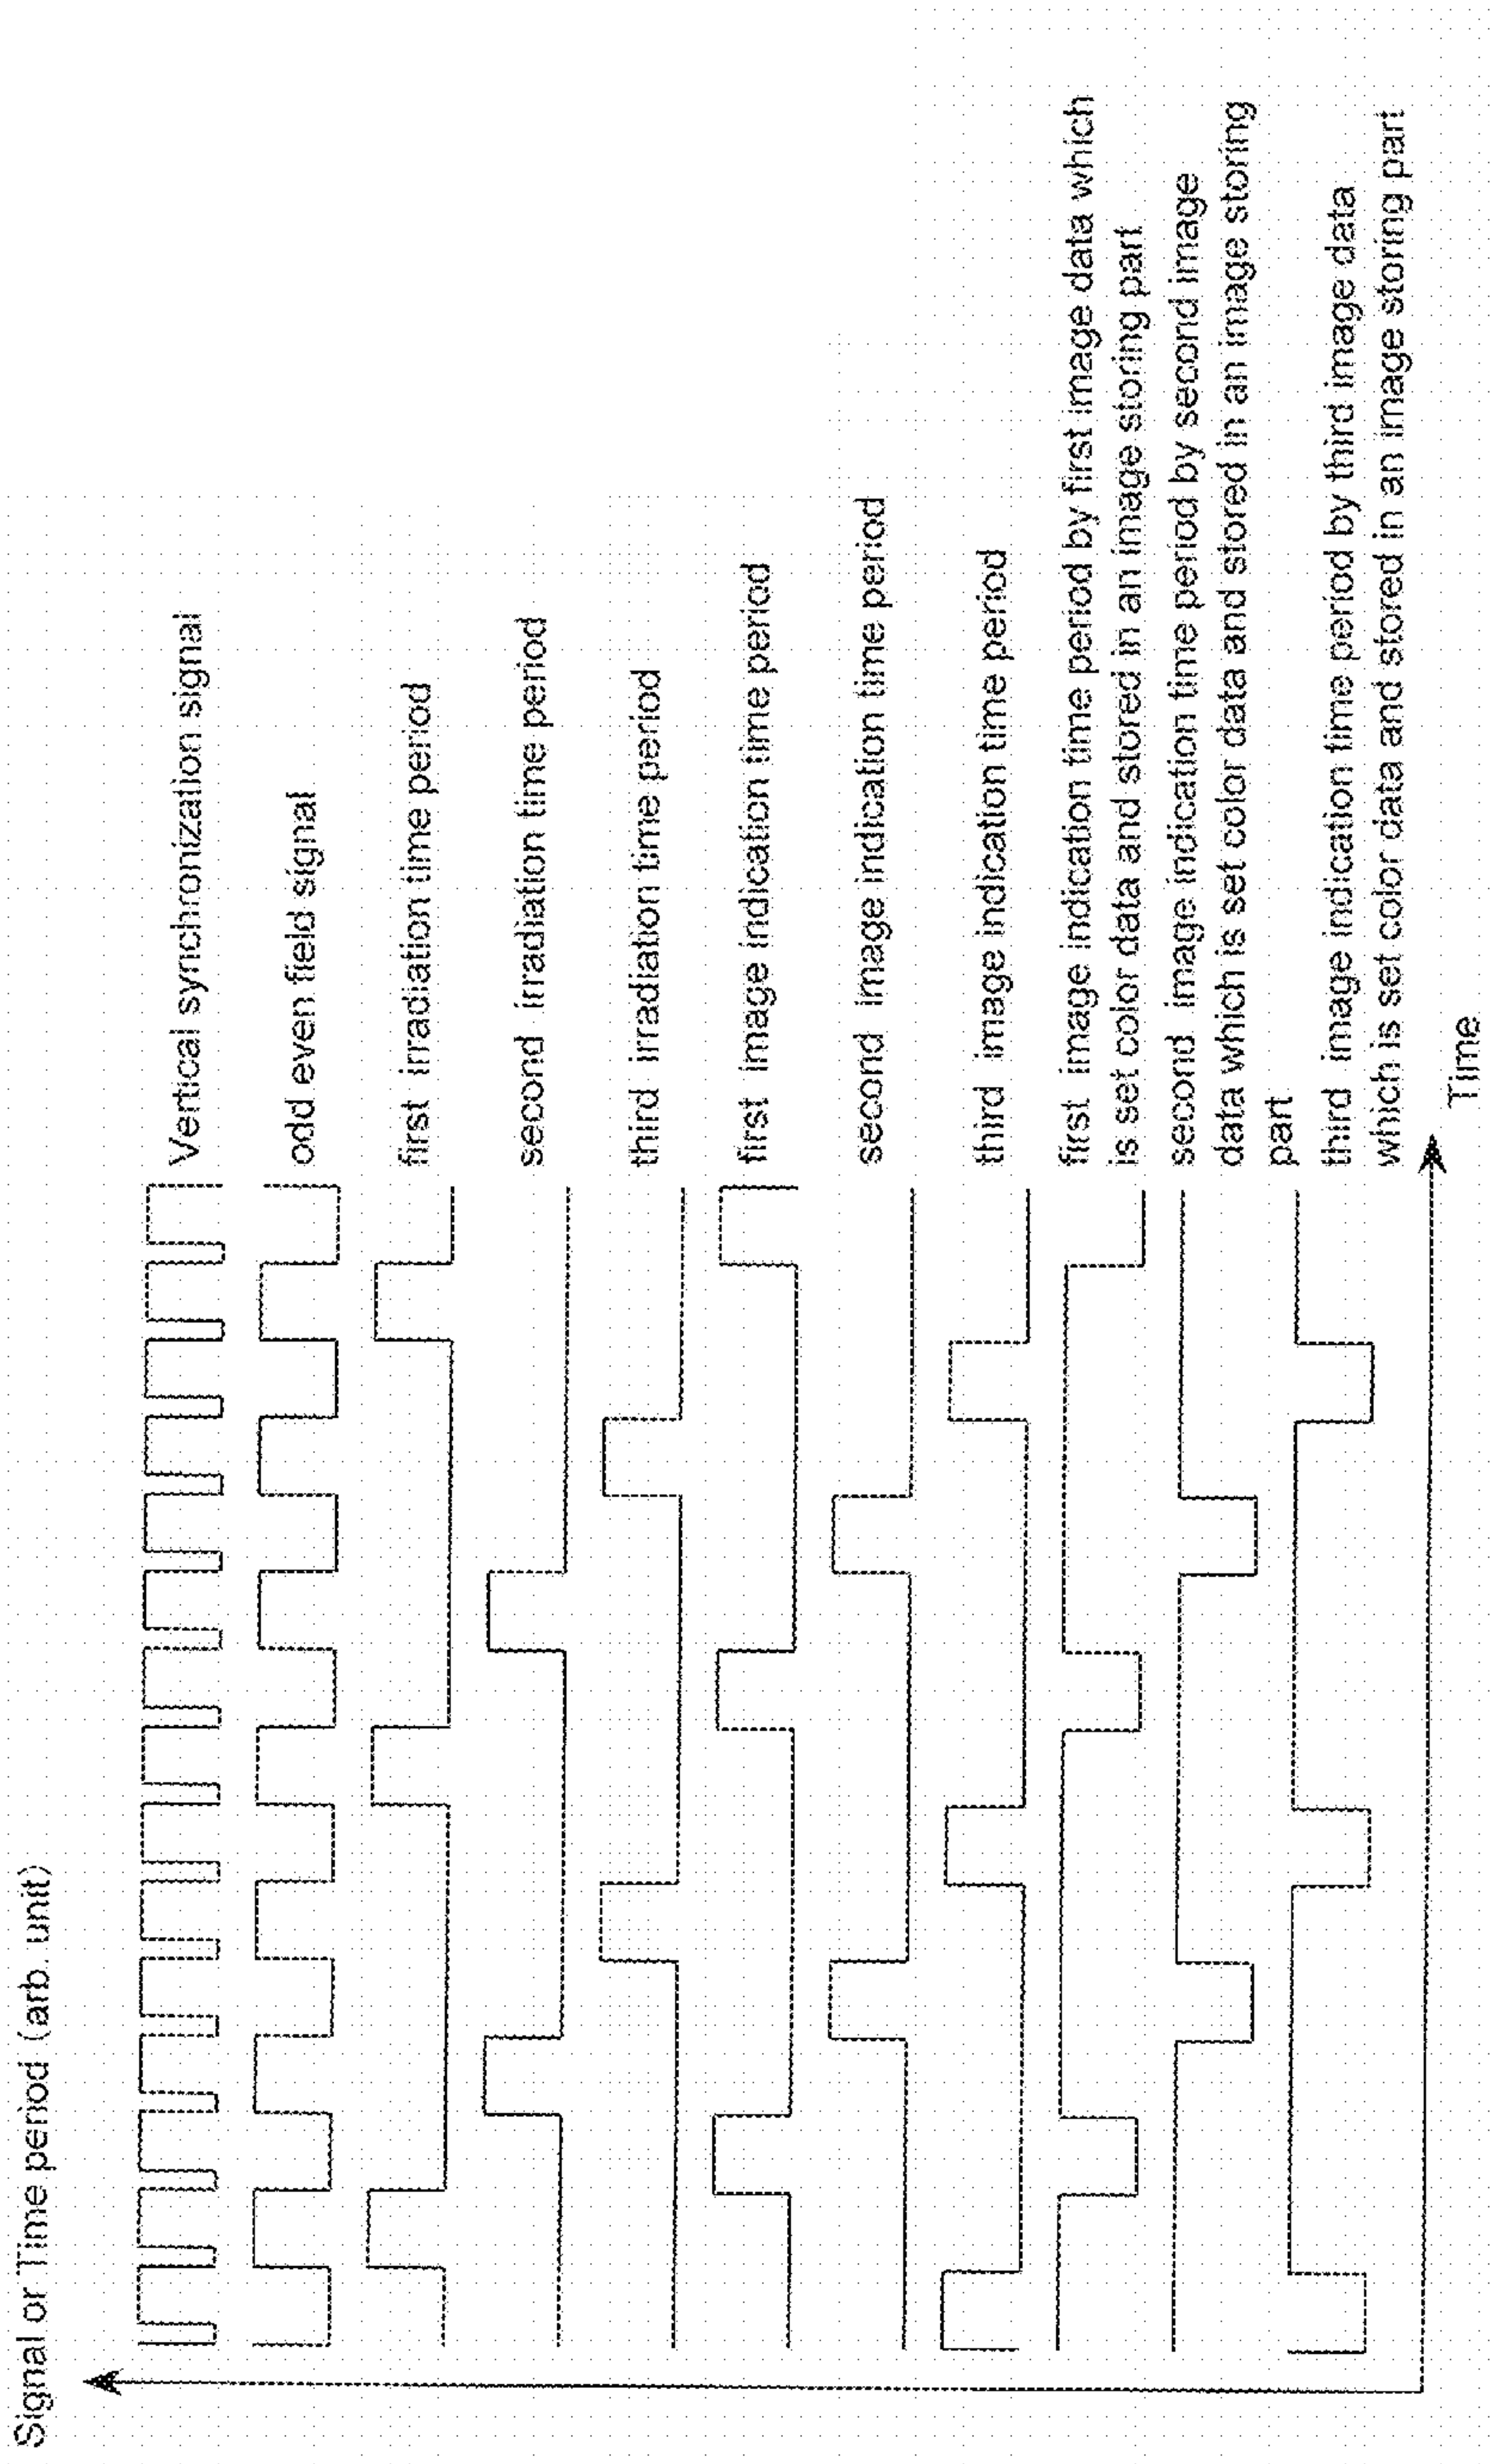 Signal or Time period (arb. unit)
Vertical synchronization signal
odd even field signal
first irradiation time period
second irradiation time period
third irradiation time period
first image indication time period
second image indication time period
third image indication time period
first image indication time period by first image data which
is set color data and stored in an image storing part
second image indication time period by second image
data which is set color data and stored in an image storing
part
third image indication time period by third image data
which is set color data and stored in an image storing part
Time